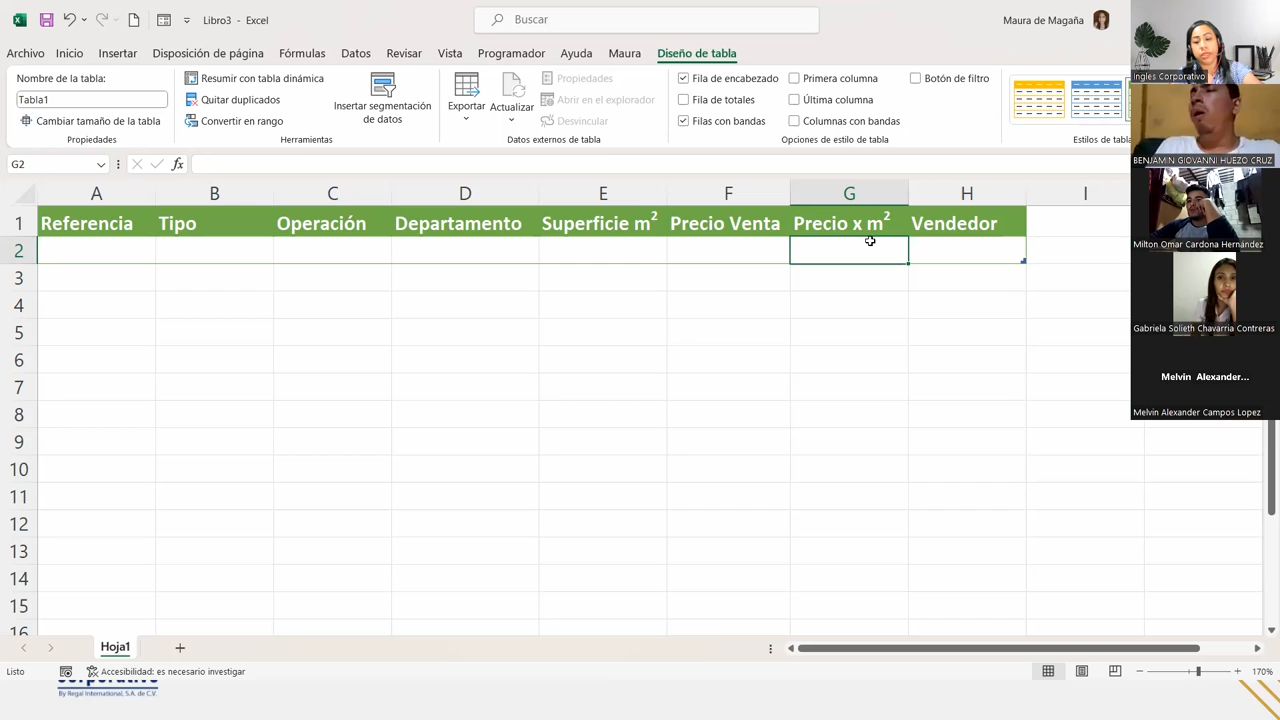 Libro3 - Excel
Buscar
Maura de Magaña
Archivo Inicio Insertar Disposición de página Fórmulas Datos Revisar Vista Programador Ayuda Maura Diseño de tabla
Nombre de la tabla:
Tabla1
Cambiar tamaño de la tabla
Propiedades
Resumir con tabla dinámica
Quitar duplicados
Convertir en rango
Insertar segmentación
de datos
Herramientas
Exportar
Actualizar
Propiedades
Abrir en el explorador
Desvincular
Datos externos de tabla
Fila de encabezado
Fila de totales
Filas con bandas
Primera columna
Última columna
Columnas con bandas
Botón de filtro
Opciones de estilo de tabla
Estilos de tabla
G2
fx
A B C D E F G H I
1 Referencia Tipo Operación Departamento Superficie m² Precio Venta Precio x m² Vendedor
2
3
4
5
6
7
8
9
10
11
12
13
14
15
16
Ingles Corporativo
BENJAMIN GIOVANNI HUEZO CRUZ
Milton Omar Cardona Hernández
Gabriela Solieth Chavarria Contreras
Melvin Alexander...
Melvin Alexander Campos Lopez
Hoja1
Listo
Accesibilidad: es necesario investigar
170%
By Regal International, S.A. de C.V.